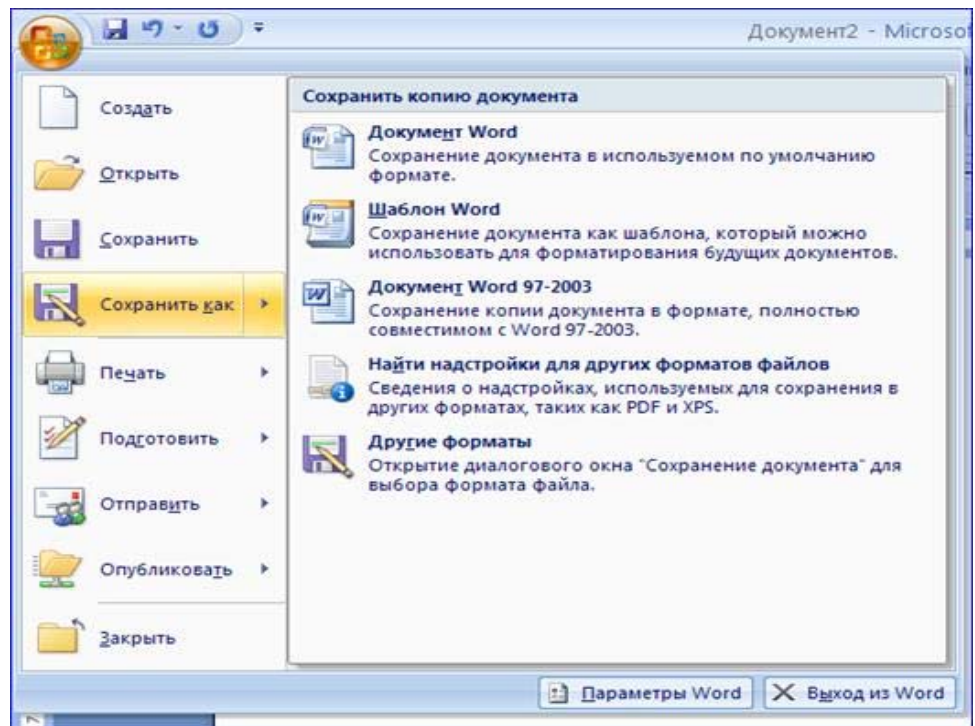 Документ2 - Microso
Создать
Открыть
Сохранить
Сохранить как
Печать
Подготовить
Отправить
Опубликовать
Закрыть
Сохранить копию документа
Документ Word
Сохранение документа в используемом по умолчанию
формате.
Шаблон Word
Сохранение документа как шаблона, который можно
использовать для форматирования будущих документов.
Документ Word 97-2003
Сохранение копии документа в формате, полностью
совместимом с Word 97-2003.
Найти надстройки для других форматов файлов
Сведения о надстройках, используемых для сохранения в
других форматах, таких как PDF и XPS.
Другие форматы
Открытие диалогового окна "Сохранение документа" для
выбора формата файла.
Параметры Word
Выход из Word
7